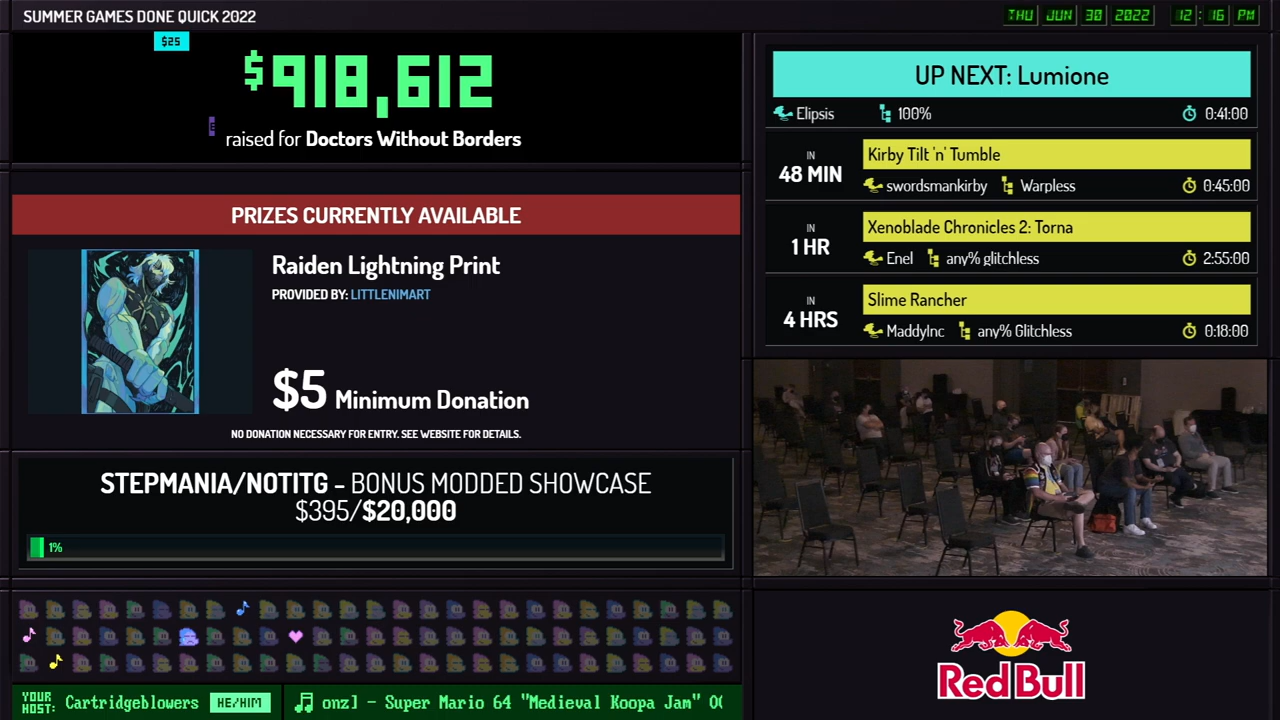 SUMMER GAMES DONE QUICK 2022
THU JUN 30 2022 12:16 PM
$25
$918,612
raised for Doctors Without Borders
PRIZES CURRENTLY AVAILABLE
Raiden Lightning Print
PROVIDED BY: LITTLENIMART
$5 Minimum Donation
NO DONATION NECESSARY FOR ENTRY. SEE WEBSITE FOR DETAILS.
STEPMANIA/NOTITG - BONUS MODDED SHOWCASE
$395/$20,000
1%
YOUR HOST: Cartridgeblowers HE/HIM
onz] - Super Mario 64 "Medieval Koopa Jam" OC
UP NEXT: Lumione
Elipsis 100% 0:41:00
IN 48 MIN
Kirby Tilt 'n' Tumble
swordsmankirby Warpless 0:45:00
IN 1 HR
Xenoblade Chronicles 2: Torna
Enel any% glitchless 2:55:00
IN 4 HRS
Slime Rancher
MaddyInc any% Glitchless 0:18:00
Red Bull